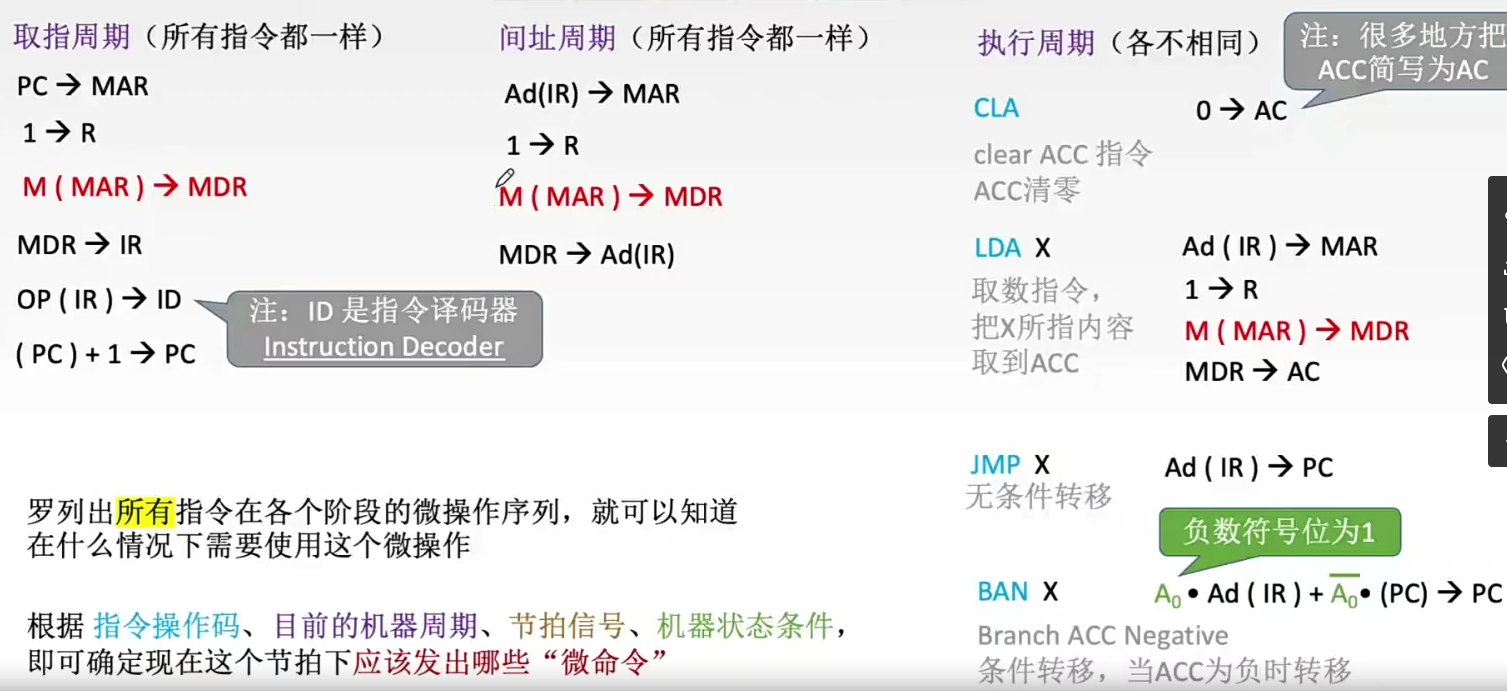 取指周期（所有指令都一样）
PC → MAR
1 → R
M ( MAR ) → MDR
MDR → IR
OP ( IR ) → ID
( PC ) + 1 → PC
注：ID 是指令译码器
Instruction Decoder
间址周期（所有指令都一样）
Ad(IR) → MAR
1 → R
M ( MAR ) → MDR
MDR → Ad(IR)
执行周期（各不相同）
注：很多地方把
ACC简写为AC
CLA 0 → AC
clear ACC 指令
ACC清零
LDA X
取数指令，
把X所指内容
取到ACC
Ad ( IR ) → MAR
1 → R
M ( MAR ) → MDR
MDR → AC
JMP X Ad ( IR ) → PC
无条件转移
负数符号位为1
BAN X A₀ • Ad ( IR ) + A̅₀ • (PC) → PC
Branch ACC Negative
条件转移，当ACC为负时转移
罗列出所有指令在各个阶段的微操作序列，就可以知道
在什么情况下需要使用这个微操作
根据 指令操作码、目前的机器周期、节拍信号、机器状态条件，
即可确定现在这个节拍下应该发出哪些“微命令”